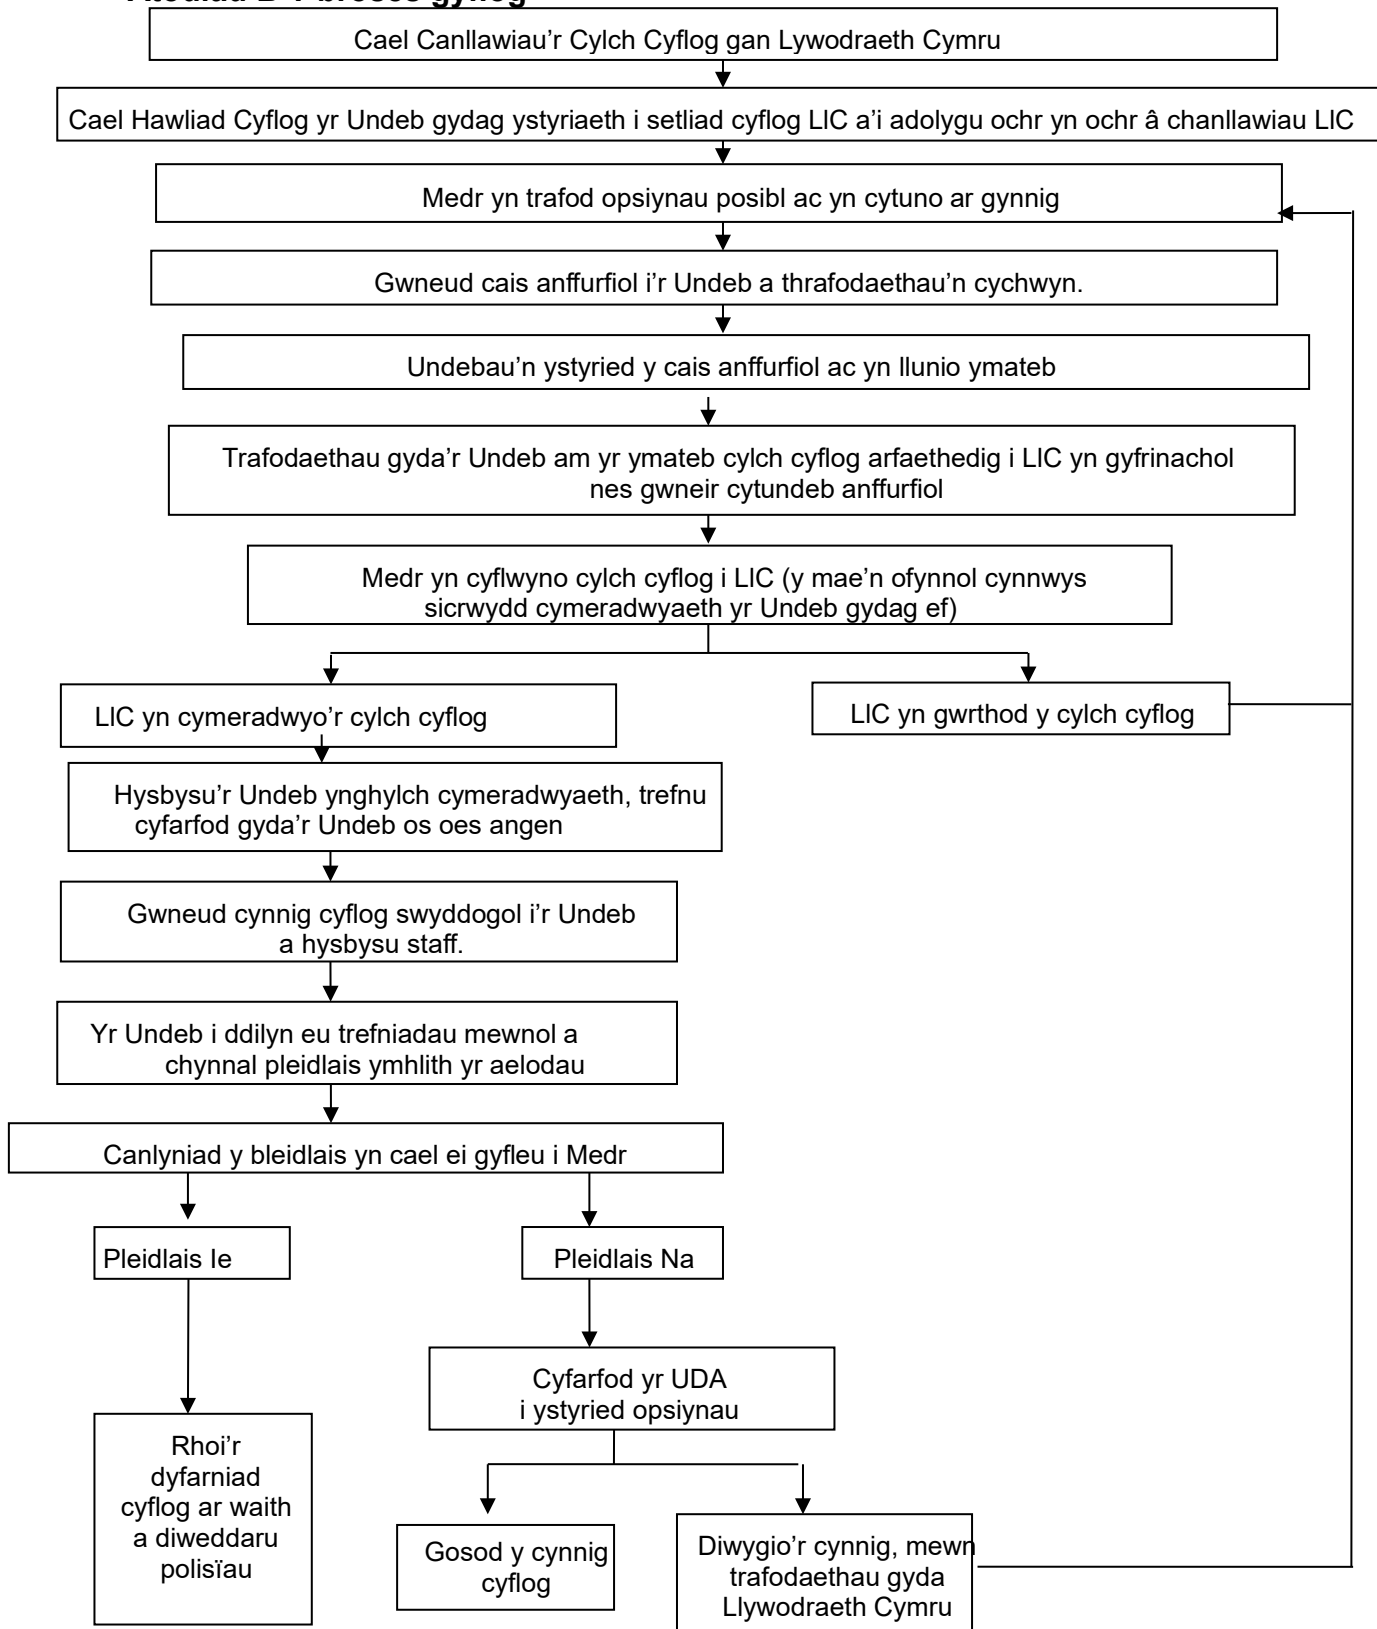 Cael Canllawiau’r Cylch Cyflog gan Lywodraeth Cymru
Cael Hawliad Cyflog yr Undeb gydag ystyriaeth i setliad cyflog LlC a’i adolygu ochr yn ochr â chanllawiau LlC
Medr yn trafod opsiynau posibl ac yn cytuno ar gynnig
Gwneud cais anffurfiol i’r Undeb a thrafodaethau’n cychwyn.
Undebau’n ystyried y cais anffurfiol ac yn llunio ymateb
Trafodaethau gyda’r Undeb am yr ymateb cylch cyflog arfaethedig i LlC yn gyfrinachol
nes gwneir cytundeb anffurfiol
Medr yn cyflwyno cylch cyflog i LlC (y mae’n ofynnol cynnwys
sicrwydd cymeradwyaeth yr Undeb gydag ef)
LlC yn cymeradwyo’r cylch cyflog
LlC yn gwrthod y cylch cyflog
Hysbysu’r Undeb ynghylch cymeradwyaeth, trefnu
cyfarfod gyda’r Undeb os oes angen
Gwneud cynnig cyflog swyddogol i’r Undeb
a hysbysu staff.
Yr Undeb i ddilyn eu trefniadau mewnol a
chynnal pleidlais ymhlith yr aelodau
Canlyniad y bleidlais yn cael ei gyfleu i Medr
Pleidlais Ie
Pleidlais Na
Cyfarfod yr UDA
i ystyried opsiynau
Rhoi’r
dyfarniad
cyflog ar waith
a diweddaru
polisïau
Gosod y cynnig
cyflog
Diwygio’r cynnig, mewn
trafodaethau gyda
Llywodraeth Cymru